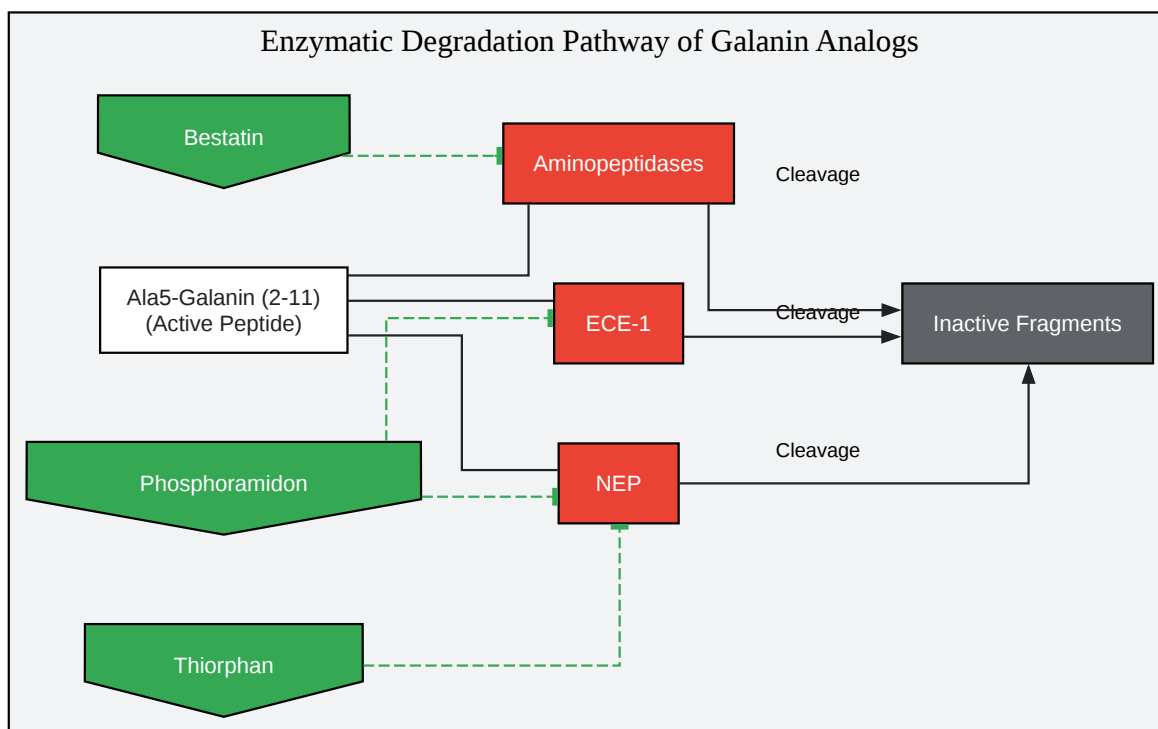 Enzymatic Degradation Pathway of Galanin Analogs
Bestatin
Aminopeptidases
Cleavage
Ala5-Galanin (2-11)
(Active Peptide)
ECE-1
Cleavage
Inactive Fragments
Phosphoramidon
NEP
Cleavage
Thiorphan